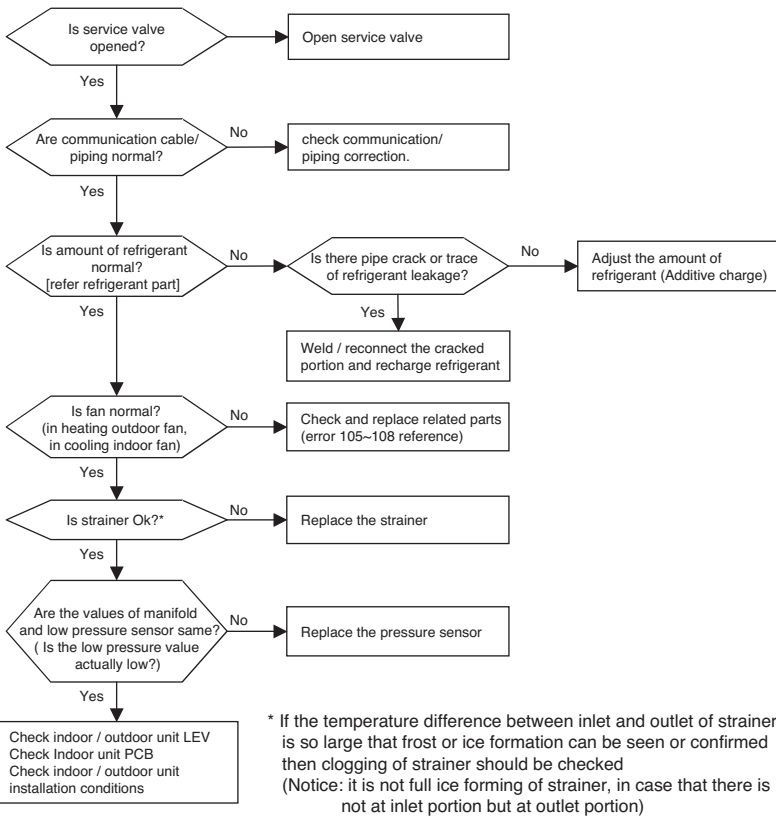 Is service valve
opened?
Open service valve
Yes
Are communication cable/
piping normal?
No
check communication/
piping correction.
Yes
Is amount of refrigerant
normal?
[refer refrigerant part]
No
Is there pipe crack or trace
of refrigerant leakage?
No
Adjust the amount of
refrigerant (Additive charge)
Yes
Yes
Weld / reconnect the cracked
portion and recharge refrigerant
Is fan normal?
(in heating outdoor fan,
in cooling indoor fan)
No
Check and replace related parts
(error 105~108 reference)
Yes
Is strainer Ok?*
No
Replace the strainer
Yes
Are the values of manifold
and low pressure sensor same?
( Is the low pressure value
actually low?)
No
Replace the pressure sensor
Yes
Check indoor / outdoor unit LEV
Check Indoor unit PCB
Check indoor / outdoor unit
installation conditions
* If the temperature difference between inlet and outlet of strainer
is so large that frost or ice formation can be seen or confirmed
then clogging of strainer should be checked
(Notice: it is not full ice forming of strainer, in case that there is
not at inlet portion but at outlet portion)